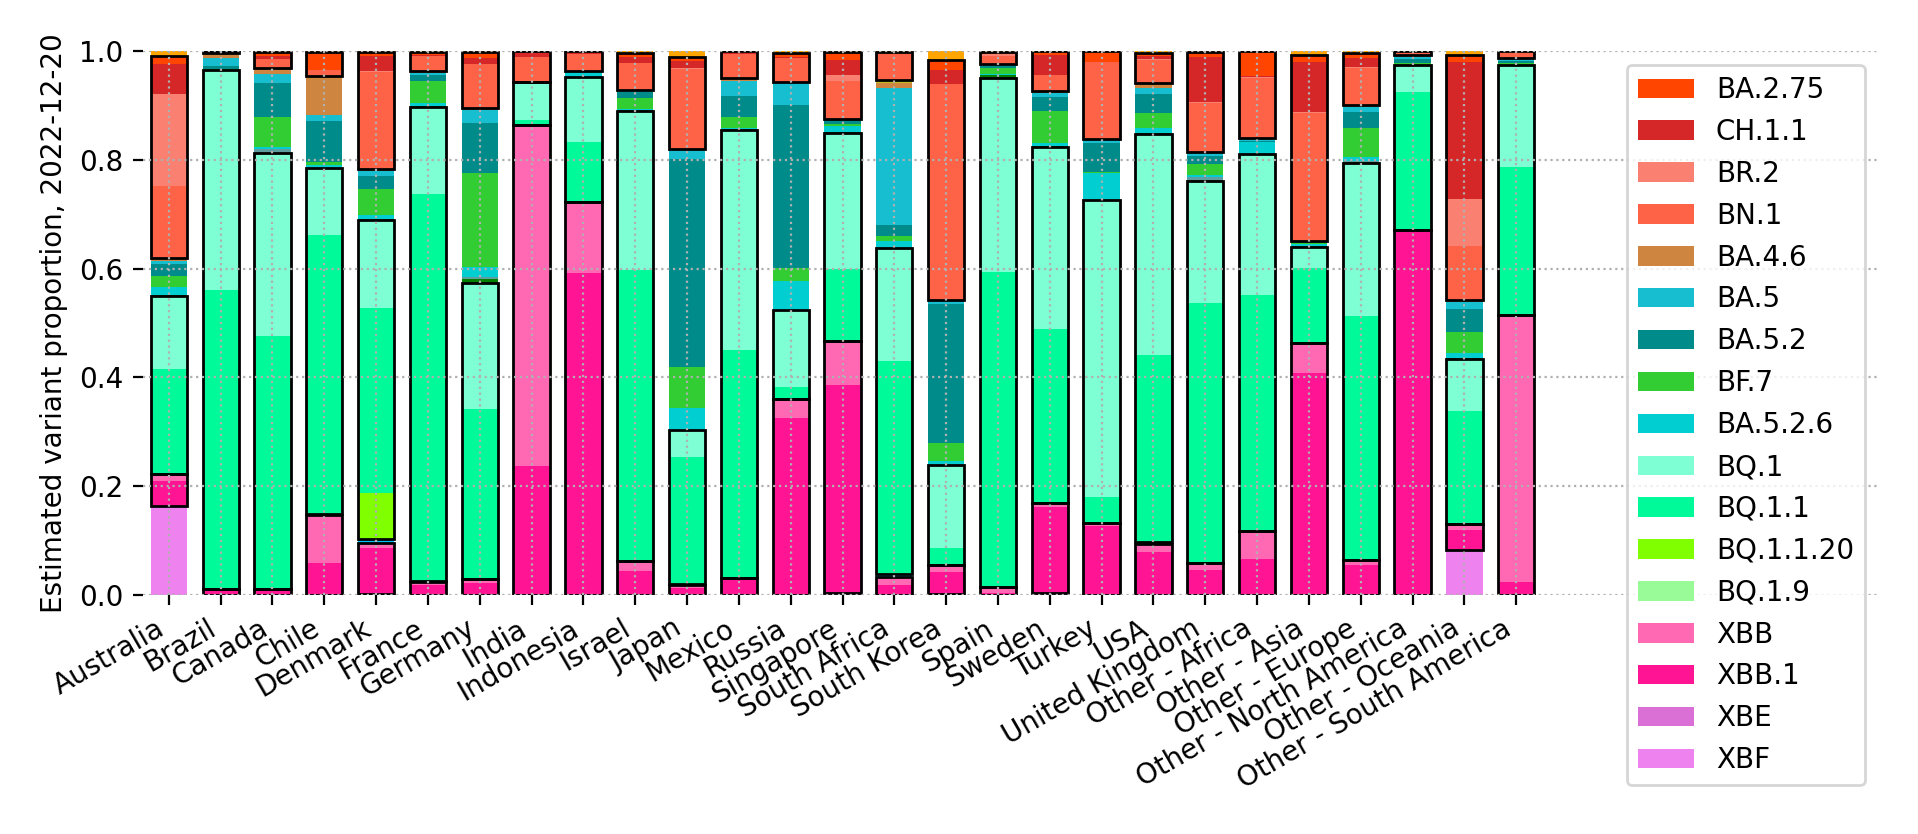 Estimated variant proportion, 2022-12-20
1.0
0.8
0.6
0.4
0.2
0.0
Australia
Brazil
Canada
Chile
Denmark
France
Germany
India
Indonesia
Israel
Japan
Mexico
Russia
Singapore
South Africa
South Korea
Spain
Sweden
Turkey
USA
United Kingdom
Other - Africa
Other - Asia
Other - Europe
Other - North America
Other - Oceania
Other - South America
BA.2.75
CH.1.1
BR.2
BN.1
BA.4.6
BA.5
BA.5.2
BF.7
BA.5.2.6
BQ.1
BQ.1.1
BQ.1.1.20
BQ.1.9
XBB
XBB.1
XBE
XBF